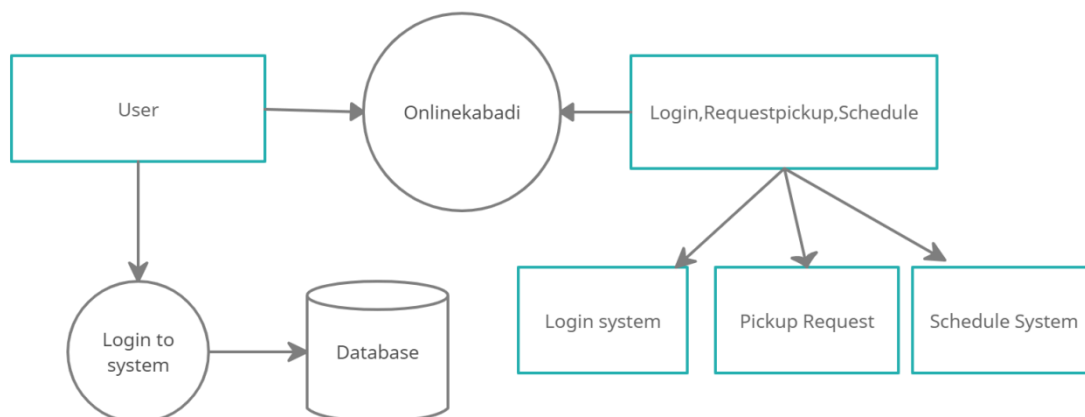 User
Onlinekabadi
Login,Requestpickup,Schedule
Login to
system
Database
Login system
Pickup Request
Schedule System